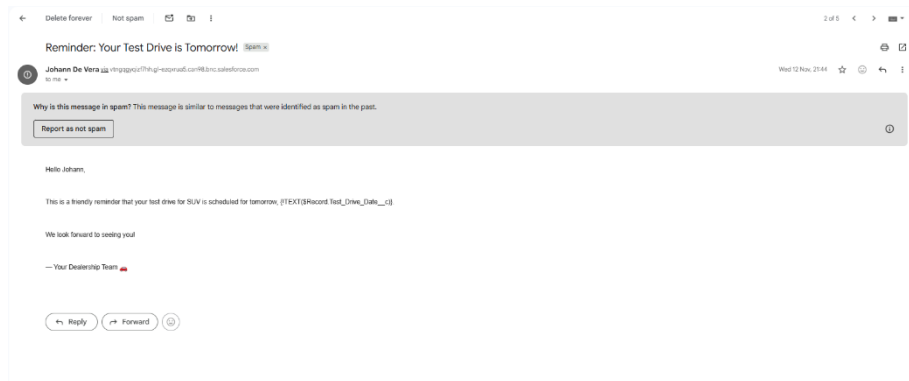 Delete forever Not spam 2 of 5
Reminder: Your Test Drive is Tomorrow! Spam x
Johann De Vera via Wed 12 Nov, 21:44
to me
Why is this message in spam? This message is similar to messages that were identified as spam in the past.
Report as not spam
Hello Johann,
This is a friendly reminder that your test drive for SUV is scheduled for tomorrow, {!TEXT($Record.Test_Drive_Date__c)}.
We look forward to seeing you!
— Your Dealership Team 🚗
Reply Forward